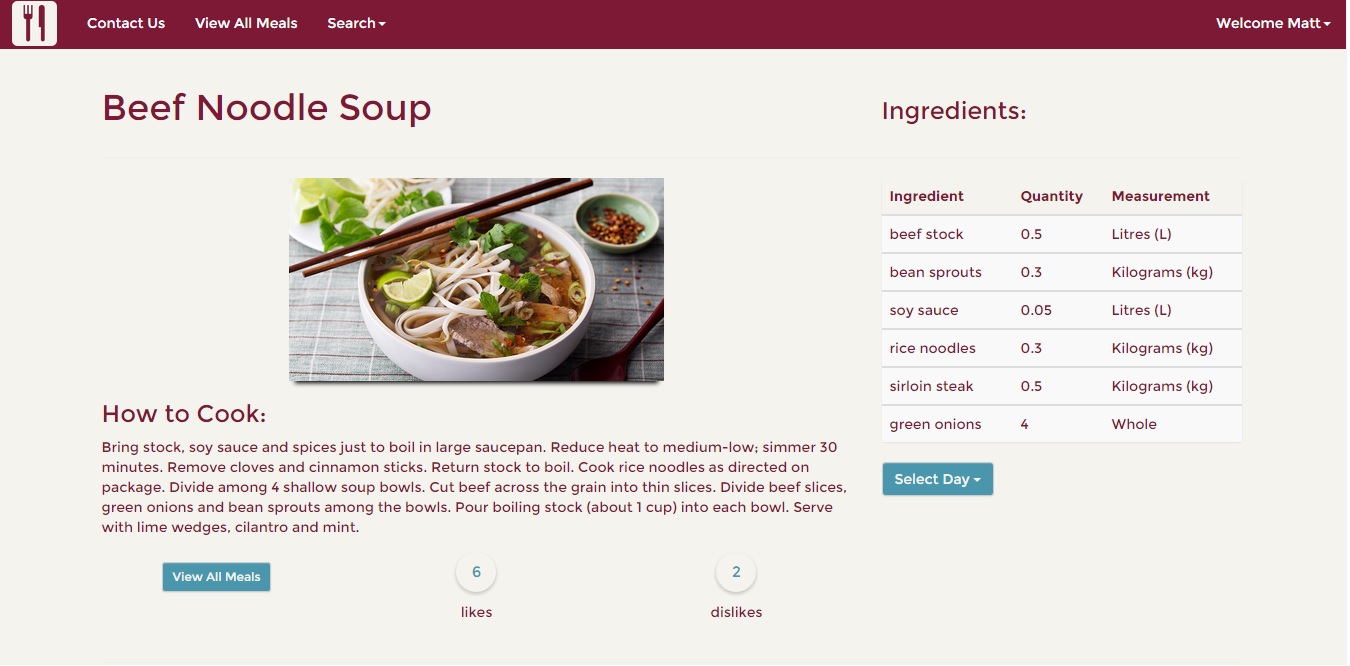 Contact Us View All Meals Search Welcome Matt
Beef Noodle Soup
How to Cook:
Bring stock, soy sauce and spices just to boil in large saucepan. Reduce heat to medium-low; simmer 30
minutes. Remove cloves and cinnamon sticks. Return stock to boil. Cook rice noodles as directed on
package. Divide among 4 shallow soup bowls. Cut beef across the grain into thin slices. Divide beef slices,
green onions and bean sprouts among the bowls. Pour boiling stock (about 1 cup) into each bowl. Serve
with lime wedges, cilantro and mint.
View All Meals
6
likes
2
dislikes
Ingredients:
Ingredient Quantity Measurement
beef stock 0.5 Litres (L)
bean sprouts 0.3 Kilograms (kg)
soy sauce 0.05 Litres (L)
rice noodles 0.3 Kilograms (kg)
sirloin steak 0.5 Kilograms (kg)
green onions 4 Whole
Select Day